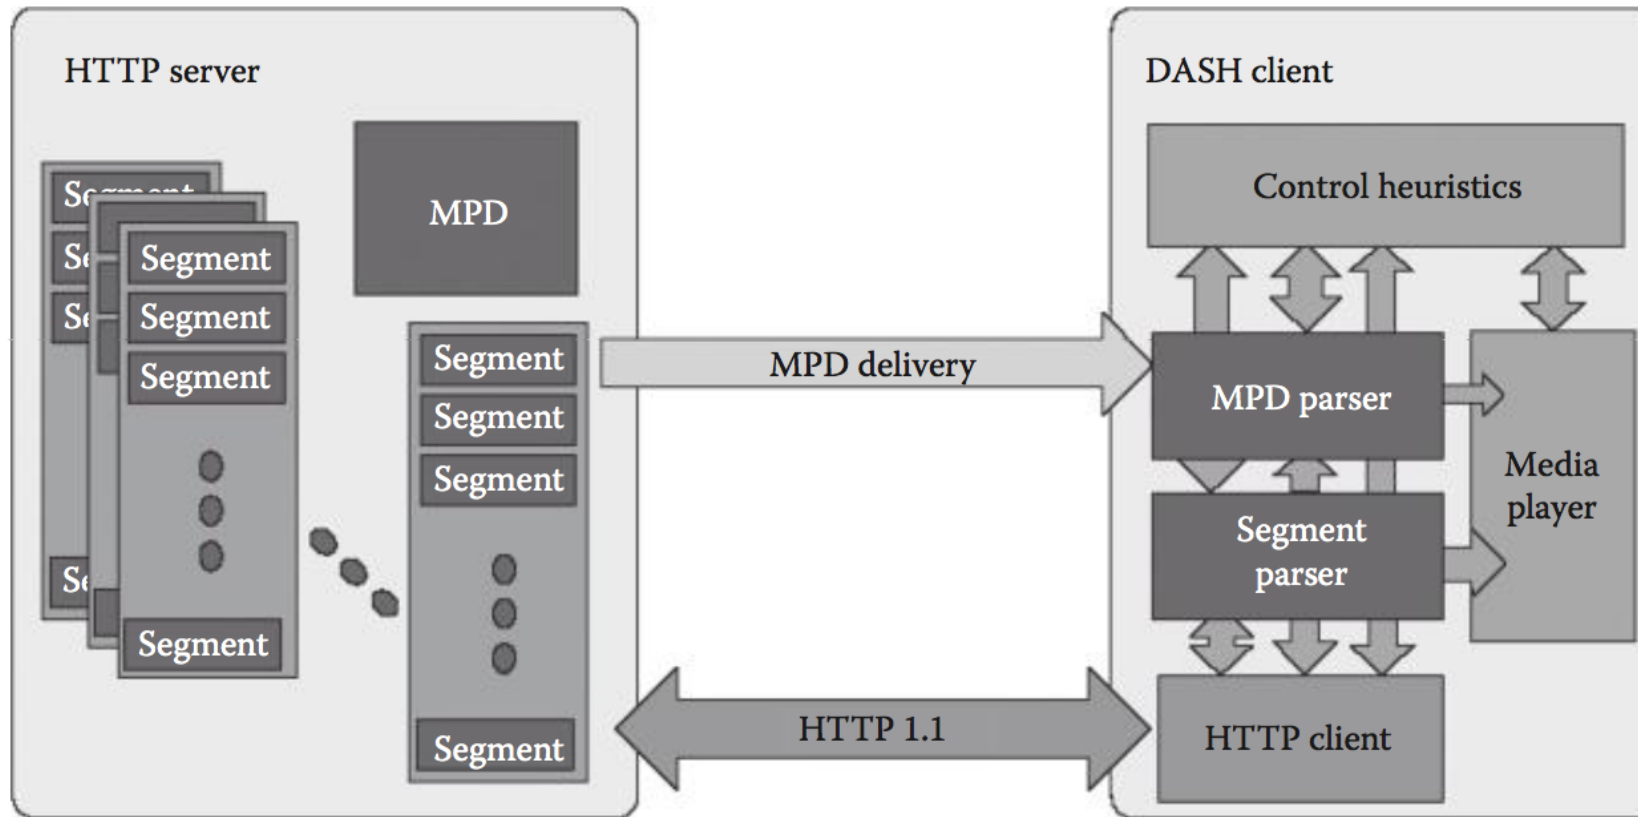 HTTP server
MPD
Segment
Segment
Segment
Segment
Segment
Segment
Segment
Segment
Segment
MPD delivery
HTTP 1.1
DASH client
Control heuristics
MPD parser
Media
player
Segment
parser
HTTP client